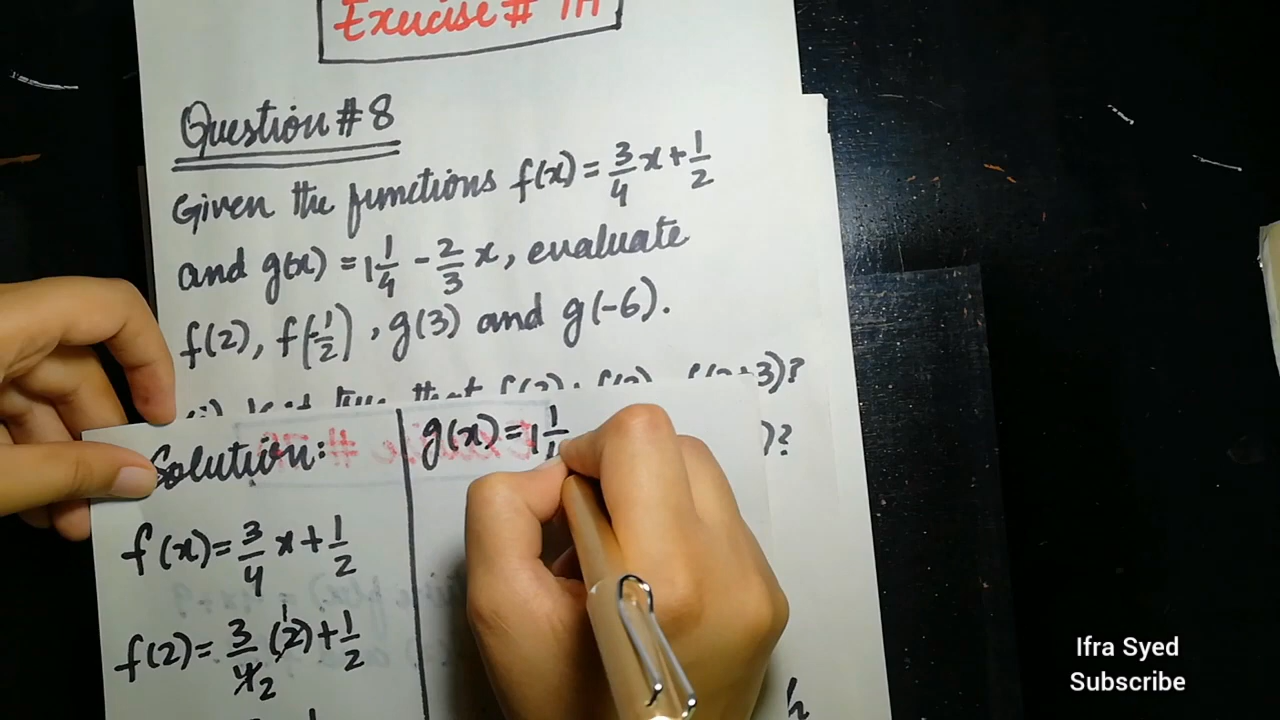 Exercise #
Question #8
Given the functions f(x) = 3/4 x + 1/2
and g(x) = 1 1/4 - 2/3 x, evaluate
f(2), f(-1/2), g(3) and g(-6).
)?
Solution:
f(x) = 3/4 x + 1/2
f(2) = 3/4 2 (2) 1 + 1/2
g(x) = 1 1/
Ifra Syed
Subscribe